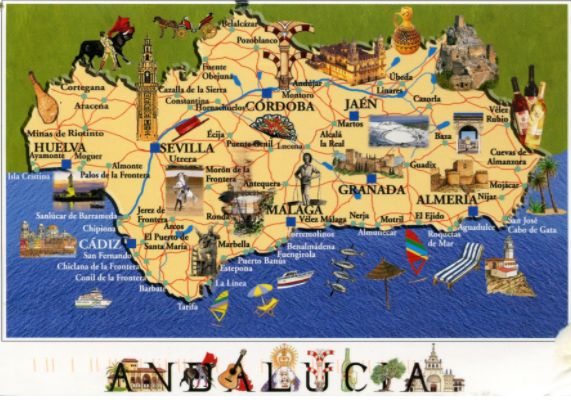 Belalcázar
Pozoblanco
Fuente
Obejuna
Andújar
Úbeda
Linares
Cazorla
Cortegana
Aracena
Cazalla de la Sierra
Constantina
Hornachuelos
Montoro
CÓRDOBA
JAÉN
Martos
Vélez
Rubio
Minas de Riotinto
HUELVA
Ayamonte
Moguer
Isla Cristina
Almonte
Palos de la Frontera
SEVILLA
Utrera
Écija
Puente Genil
Lucena
Alcalá
la Real
Baza
Cuevas de
Almanzora
Guadix
Morón de la
Frontera
Antequera
GRANADA
Mojácar
ALMERÍA
Níjar
Sanlúcar de Barrameda
Chipiona
Jerez de
Frontera
Arcos
Ronda
MÁLAGA
Vélez Málaga
Nerja
Motril
El Ejido
Aguadulce
San José
Cabo de Gata
CÁDIZ
El Puerto de
Santa María
San Fernando
Chiclana de la Frontera
Conil de la Frontera
Barbate
Tarifa
La Línea
Estepona
Marbella
Puerto Banús
Fuengirola
Benalmádena
Torremolinos
Almuñécar
Roquetas
de Mar
ANDALUCIA